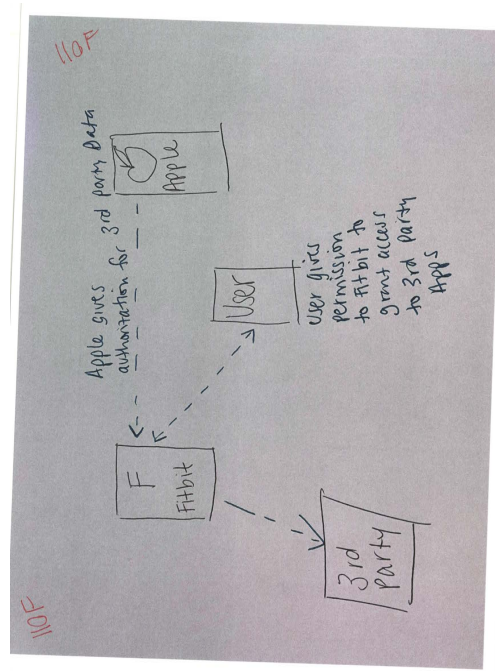 110F
110F
Apple gives
authorization for 3rd party Data
F
Fitbit
Apple
User
User gives
permission
to Fitbit to
grant access
to 3rd party
Apps
3rd
Party